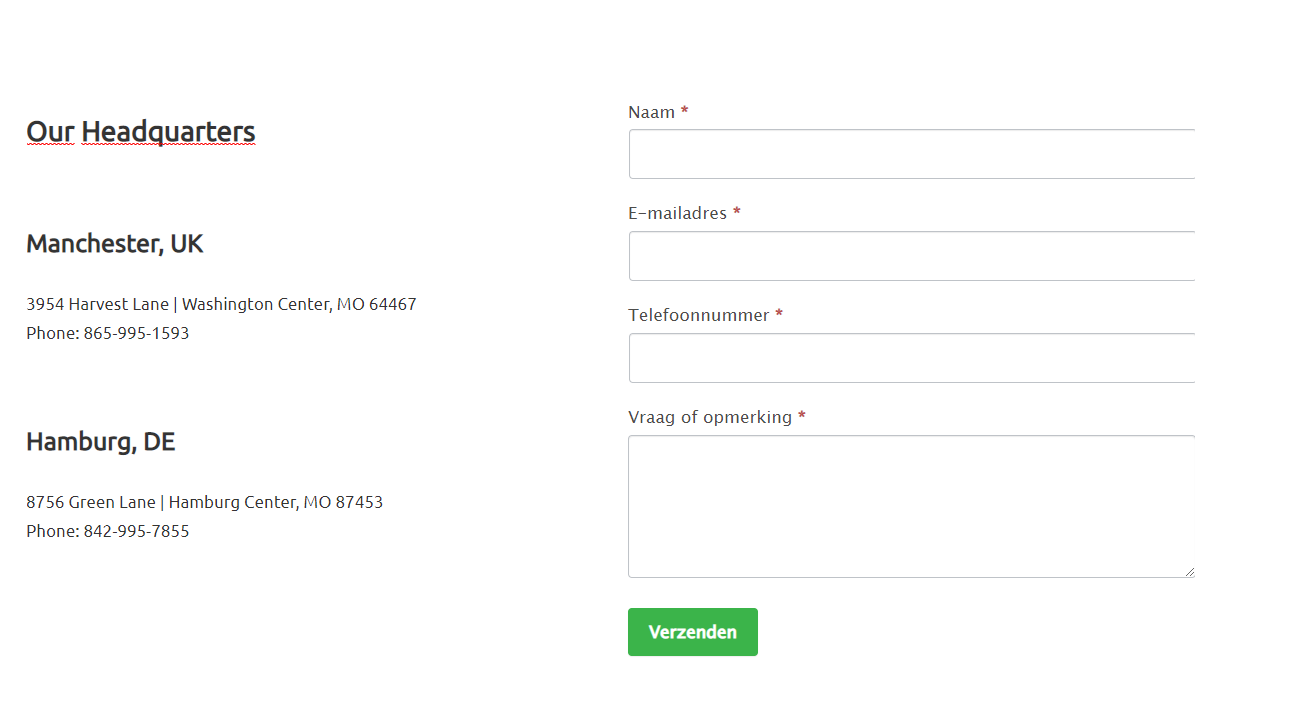 Our Headquarters
Manchester, UK
3954 Harvest Lane | Washington Center, MO 64467
Phone: 865-995-1593
Hamburg, DE
8756 Green Lane | Hamburg Center, MO 87453
Phone: 842-995-7855
Naam *
E-mailadres *
Telefoonnummer *
Vraag of opmerking *
Verzenden